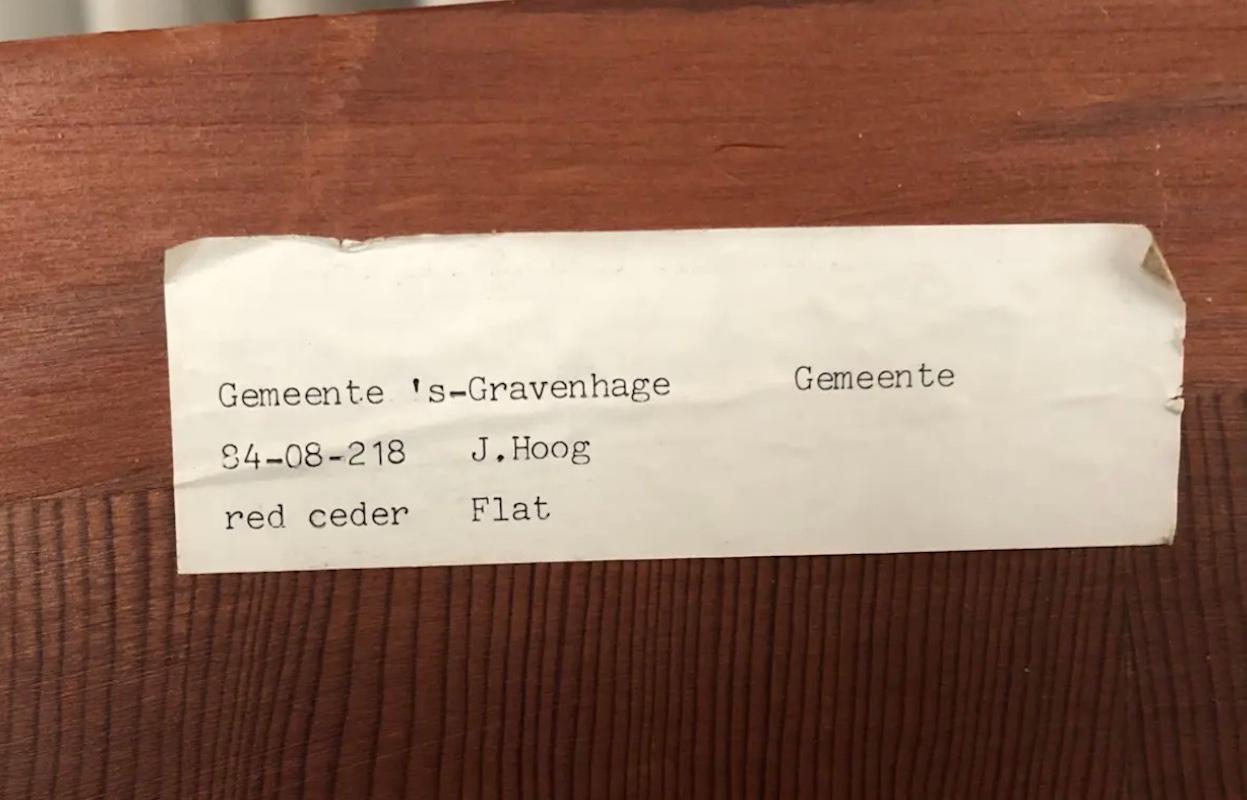 Gemeente 's-Gravenhage Gemeente
84-08-218 J.Hoog
red ceder Flat